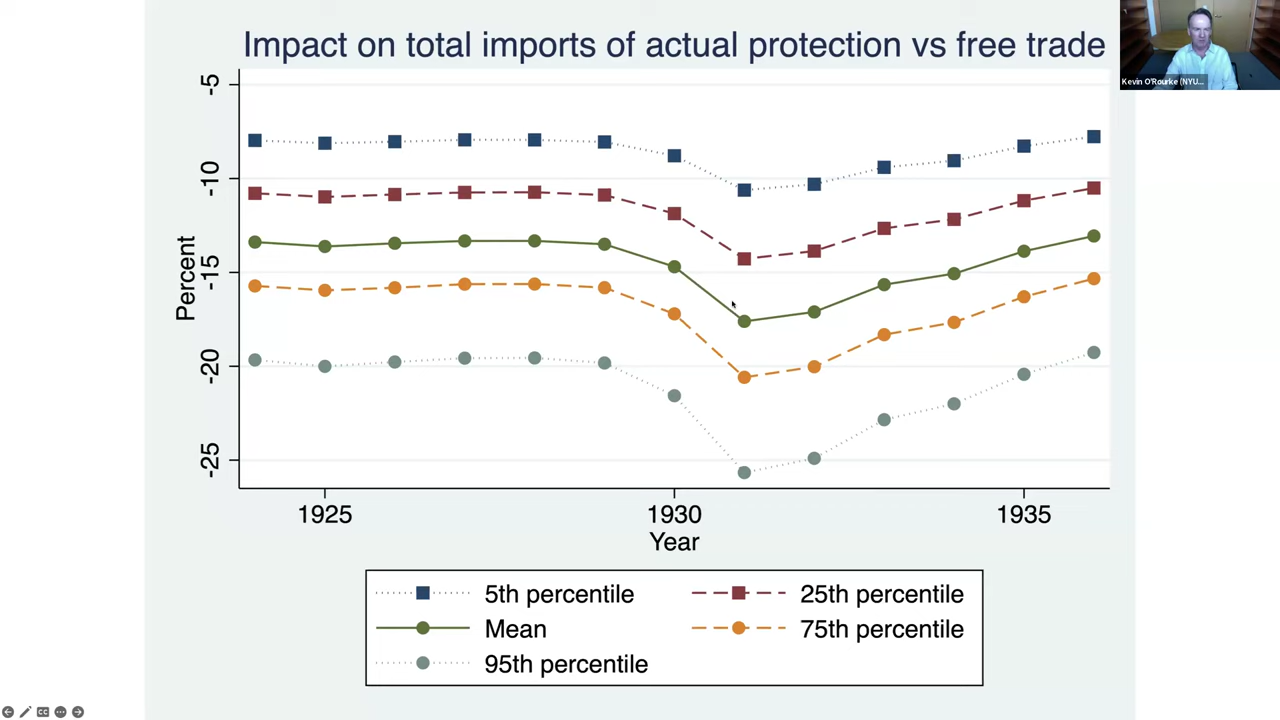 Impact on total imports of actual protection vs free trade
Kevin O'Rourke (NYU...
-5
-10
-15
-20
-25
Percent
1925
1930
1935
Year
5th percentile
25th percentile
Mean
75th percentile
95th percentile
CC